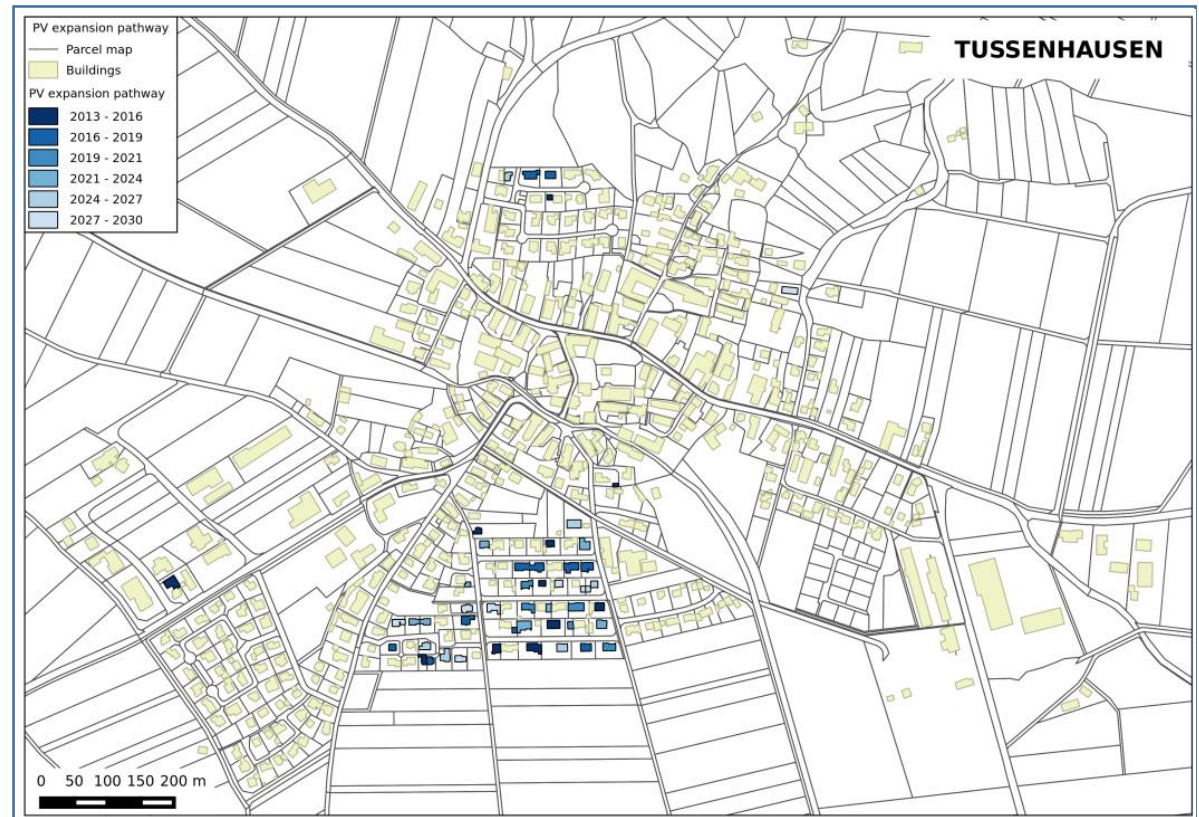 PV expansion pathway
Parcel map
Buildings
PV expansion pathway
2013 - 2016
2016 - 2019
2019 - 2021
2021 - 2024
2024 - 2027
2027 - 2030
TUSSENHAUSEN
0 50 100 150 200 m